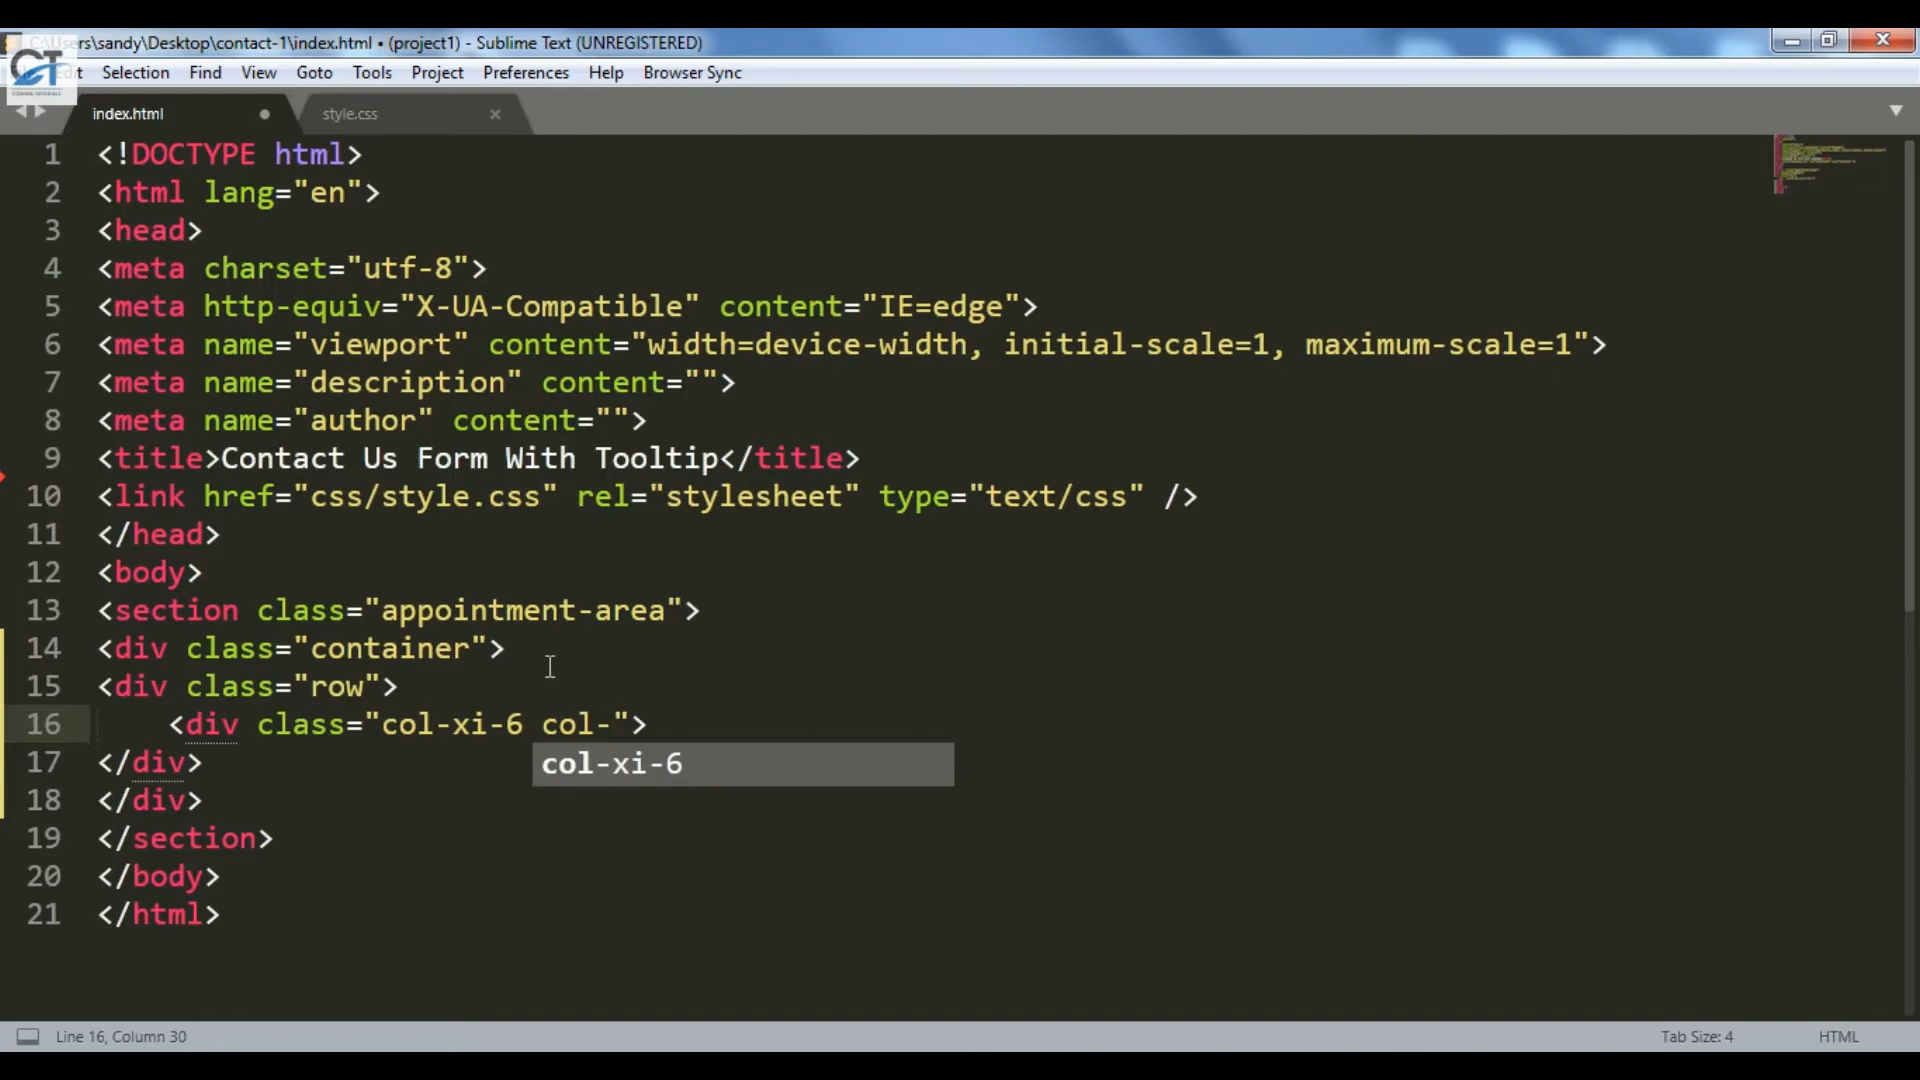 C:\Users\sandy\Desktop\contact-1\index.html • (project1) - Sublime Text (UNREGISTERED)
Selection Find View Goto Tools Project Preferences Help Browser Sync
CT
index.html style.css
1 <!DOCTYPE html>
2 <html lang="en">
3 <head>
4 <meta charset="utf-8">
5 <meta http-equiv="X-UA-Compatible" content="IE=edge">
6 <meta name="viewport" content="width=device-width, initial-scale=1, maximum-scale=1">
7 <meta name="description" content="">
8 <meta name="author" content="">
9 <title>Contact Us Form With Tooltip</title>
10 <link href="css/style.css" rel="stylesheet" type="text/css" />
11 </head>
12 <body>
13 <section class="appointment-area">
14 <div class="container">
15 <div class="row">
16 <div class="col-xi-6 col-">
col-xi-6
17 </div>
18 </div>
19 </section>
20 </body>
21 </html>
Line 16, Column 30
Tab Size: 4
HTML